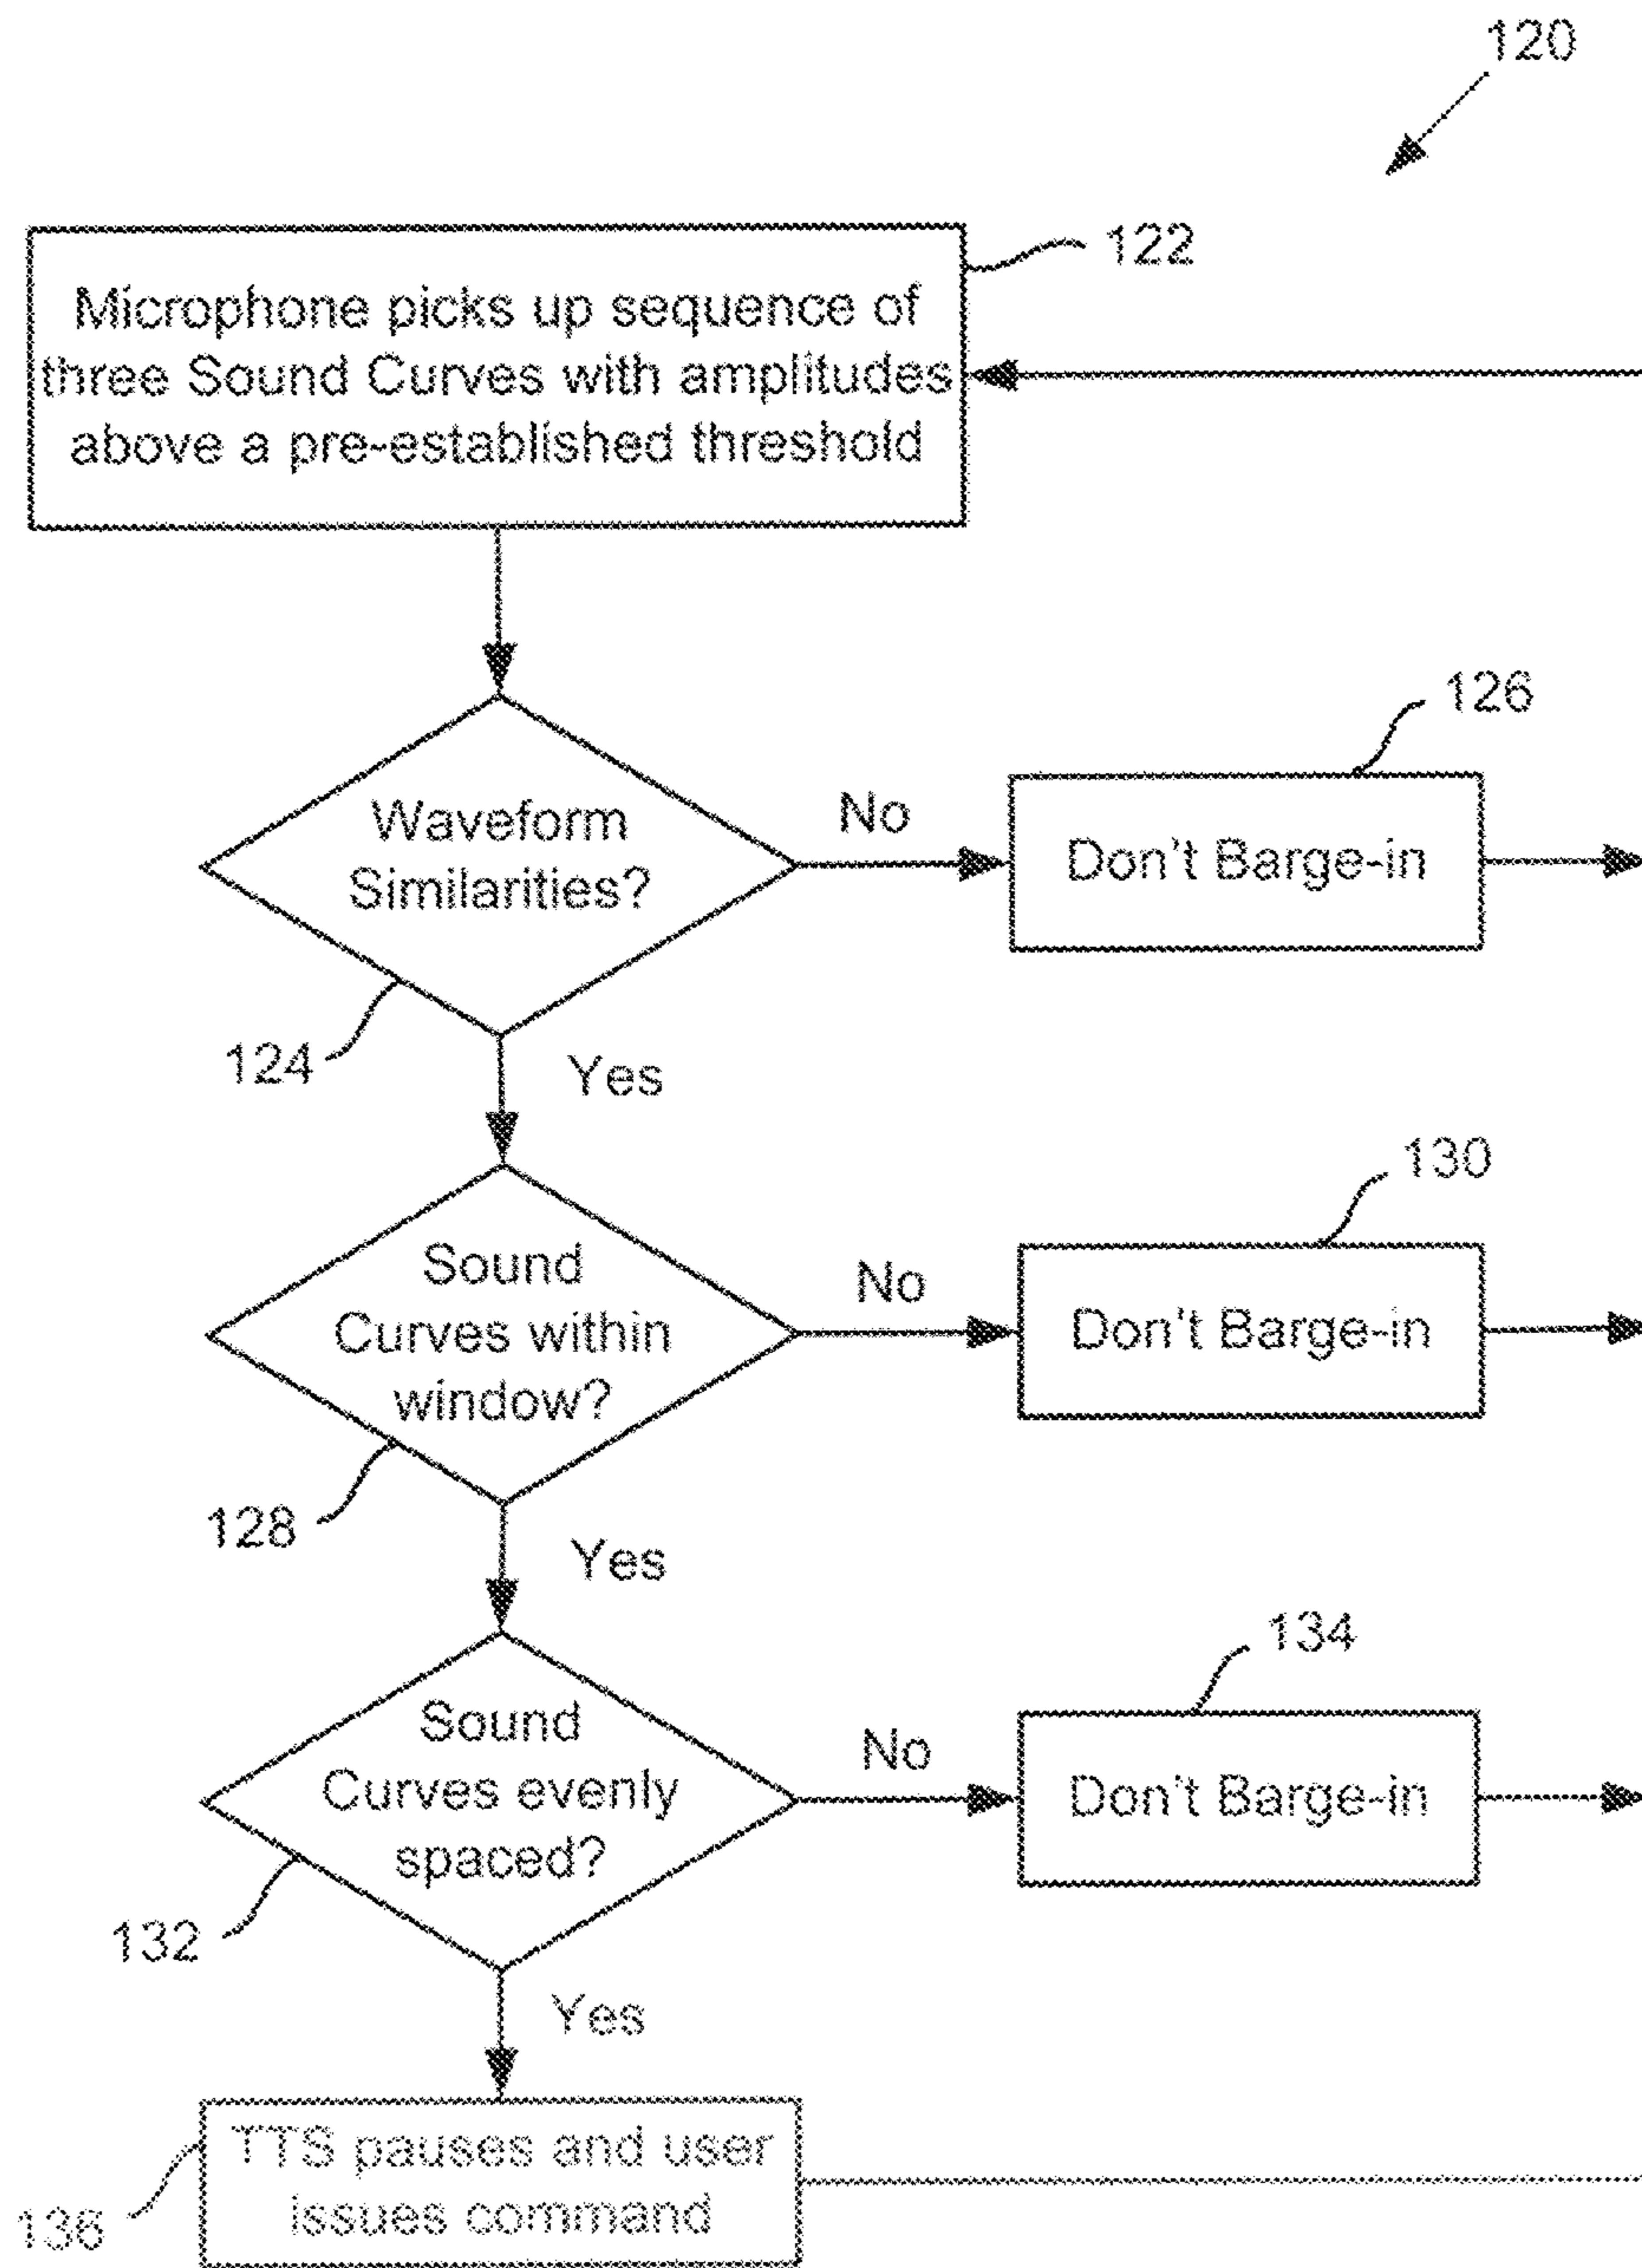 120
122
Microphone picks up sequence of
three Sound Curves with amplitudes
above a pre-established threshold
126
Waveform
Similarities?
No
Don't Barge-in
124
Yes
130
Sound
Curves within
window?
No
Don't Barge-in
128
Yes
134
Sound
Curves evenly
spaced?
No
Don't Barge-in
132
Yes
TTS pauses and user
issues command
136